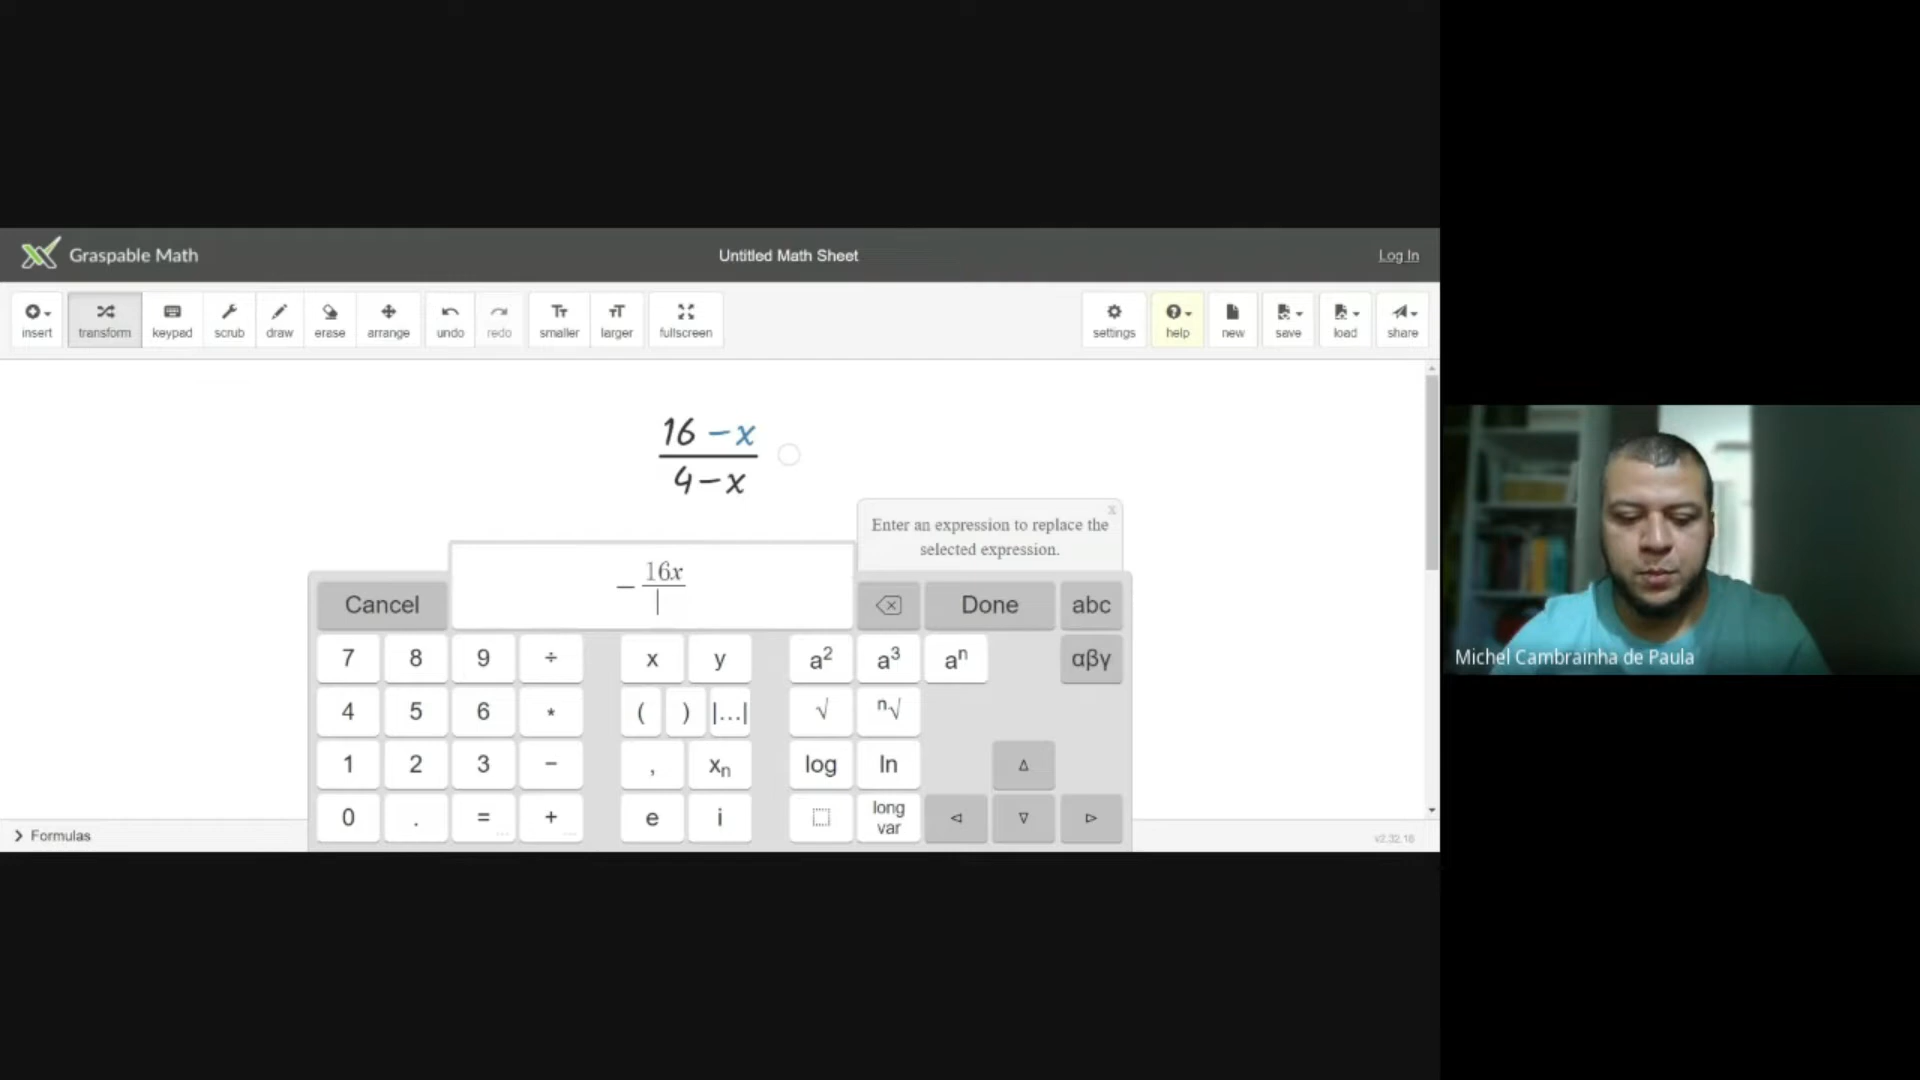 Graspable Math
Untitled Math Sheet
Log In
insert
transform
keypad
scrub
draw
erase
arrange
undo
redo
smaller
larger
fullscreen
settings
help
new
save
load
share
16 − x
4 − x
x
Enter an expression to replace the
selected expression.
− 16x
Cancel
Done
abc
7 8 9 ÷ x y a² a³ aⁿ αβγ
4 5 6 * ( ) |...| √ ⁿ√
1 2 3 − , xₙ log ln
0 . = + e i long
var
Formulas
v2.32.16
Michel Cambrainha de Paula